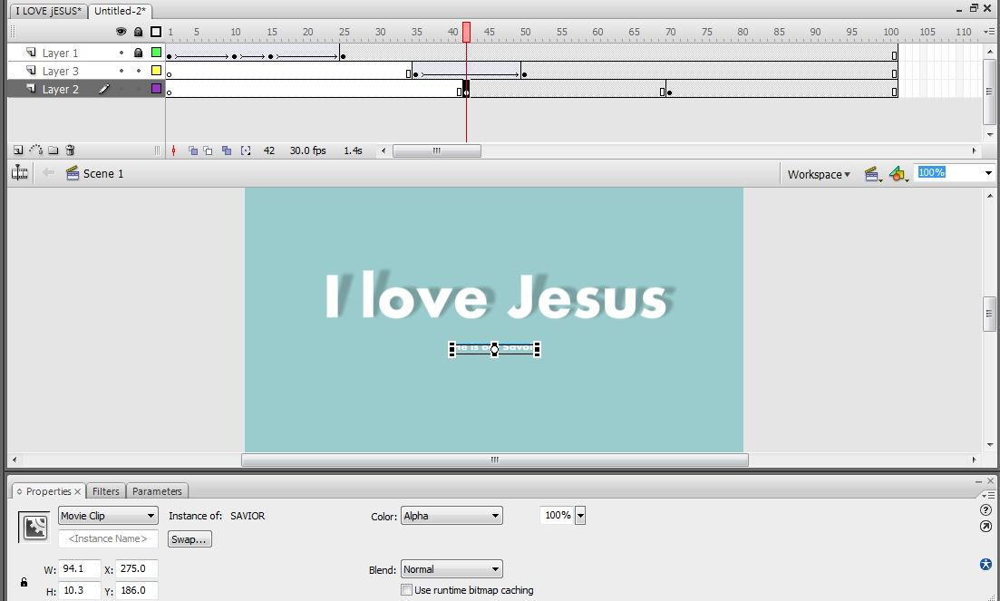 I LOVE jESUS* Untitled-2*
1 5 10 15 20 25 30 35 40 45 50 55 60 65 70 75 80 85 90 95 100 105 110
Layer 1
Layer 3
Layer 2
42 30.0 fps 1.4s
Scene 1 Workspace 100%
I love Jesus
is
Properties Filters Parameters
Movie Clip Instance of: SAVIOR Color: Alpha 100%
<Instance Name> Swap...
W: 94.1 X: 275.0 Blend: Normal
H: 10.3 Y: 186.0 Use runtime bitmap caching